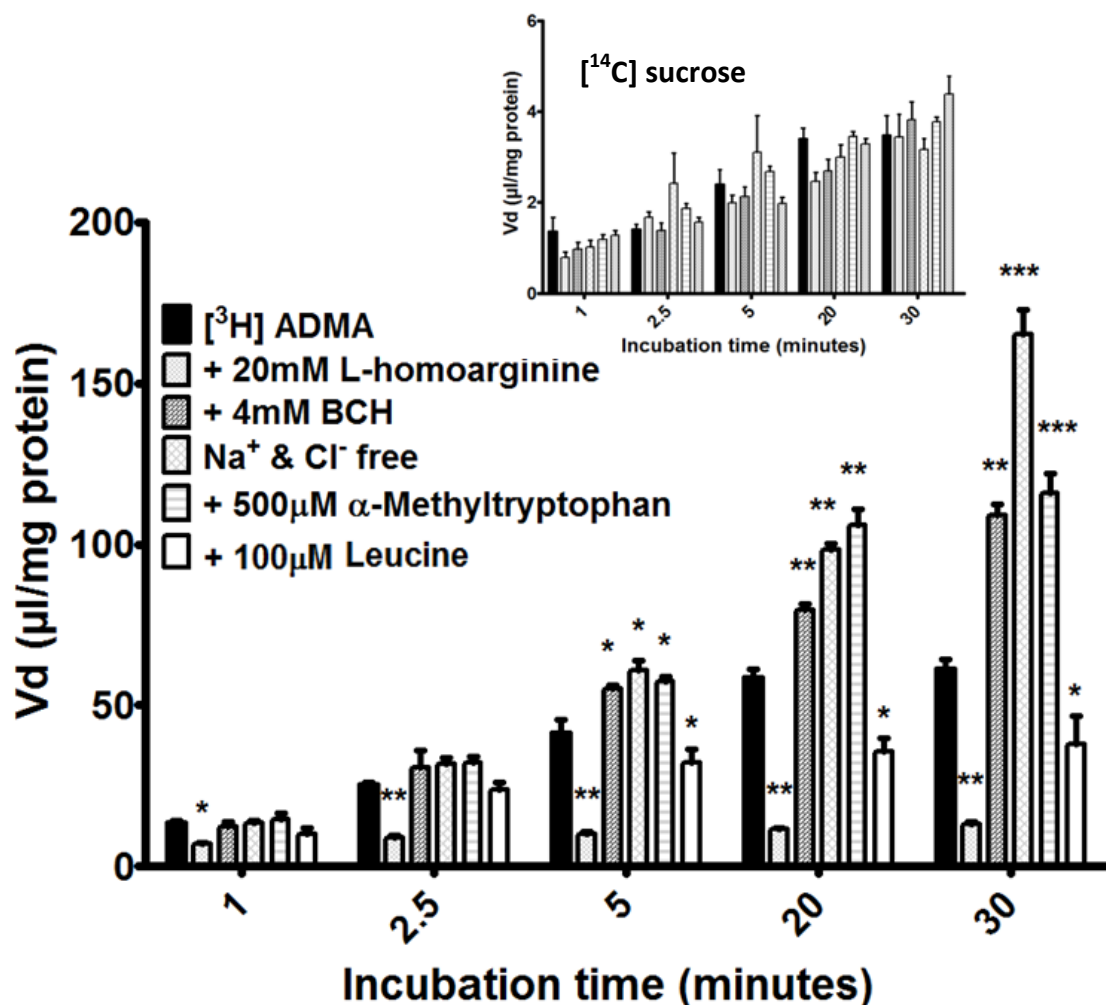 [¹⁴C] sucrose
6
4
2
0
Vd (µl/mg protein)
1
2.5
5
20
30
Incubation time (minutes)
200
150
100
50
0
Vd (µl/mg protein)
[³H] ADMA
+ 20mM L-homoarginine
+ 4mM BCH
Na⁺ & Cl⁻ free
+ 500µM α-Methyltryptophan
+ 100µM Leucine
*
**
** * * * *
** ** ** ** *
** ** *** *** *
1
2.5
5
20
30
Incubation time (minutes)